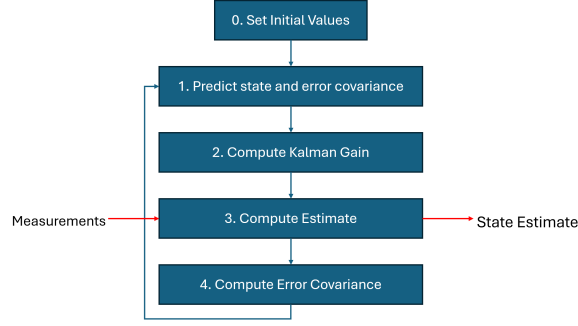 0. Set Initial Values
1. Predict state and error covariance
2. Compute Kalman Gain
Measurements
3. Compute Estimate
State Estimate
4. Compute Error Covariance